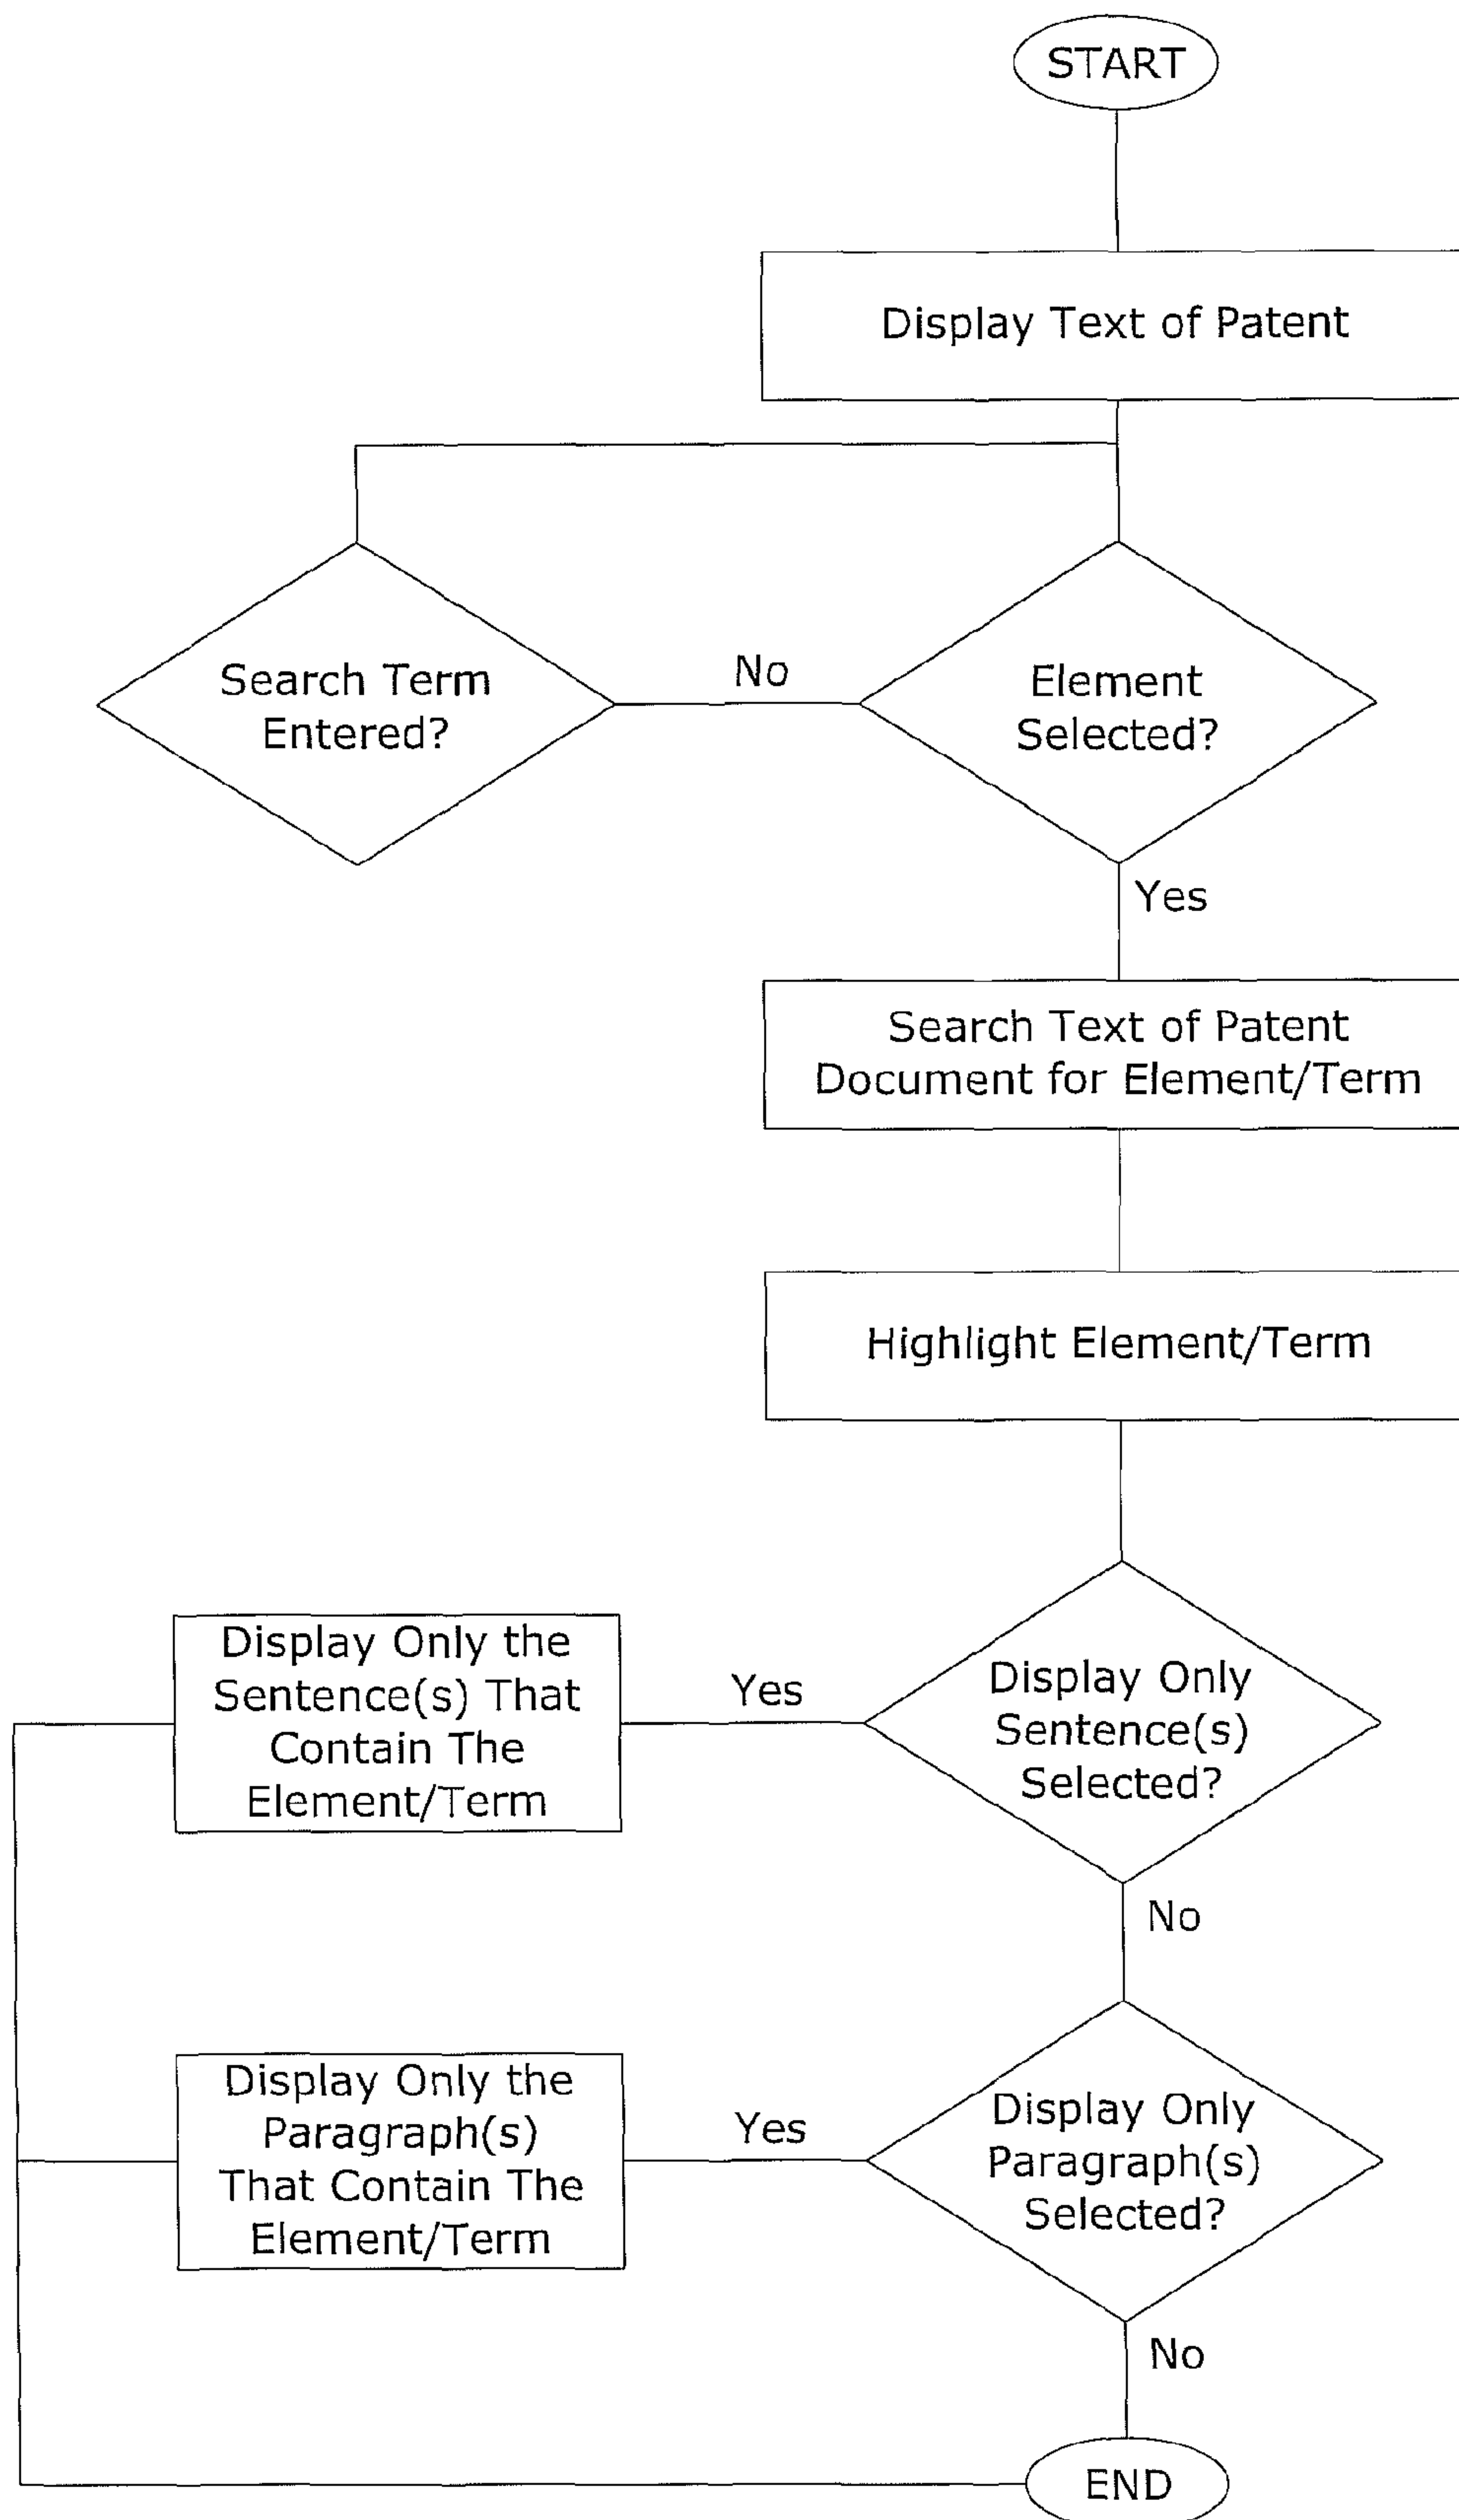 START
Display Text of Patent
Search Term
Entered?
No
Element
Selected?
Yes
Search Text of Patent
Document for Element/Term
Highlight Element/Term
Display Only the
Sentence(s) That
Contain The
Element/Term
Yes
Display Only
Sentence(s)
Selected?
No
Display Only the
Paragraph(s)
That Contain The
Element/Term
Yes
Display Only
Paragraph(s)
Selected?
No
END